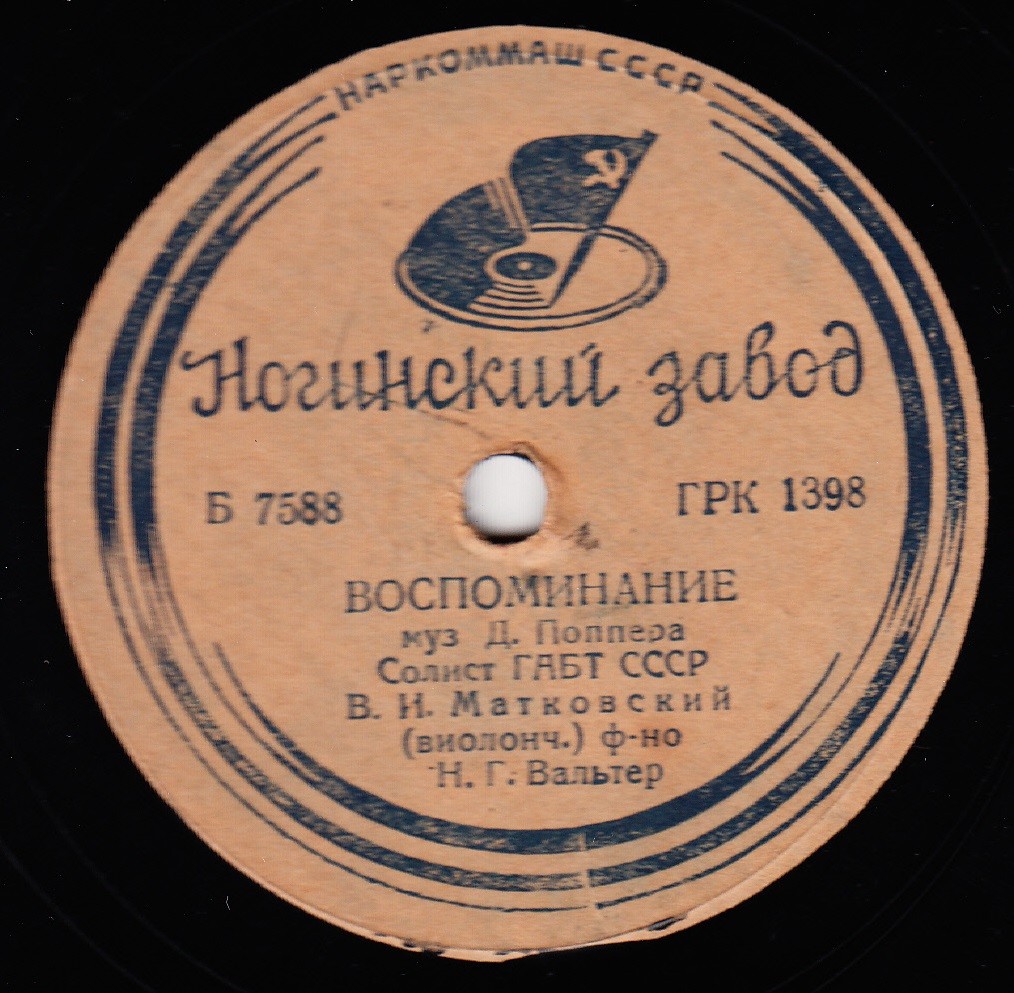 НАРКОММАШ СССР
Ногинский завод
Б 7588
ГРК 1398
ВОСПОМИНАНИЕ
муз Д. Поппера
Солист ГАБТ СССР
В. И. Матковский
(виолонч.) ф-но
Н. Г. Вальтер